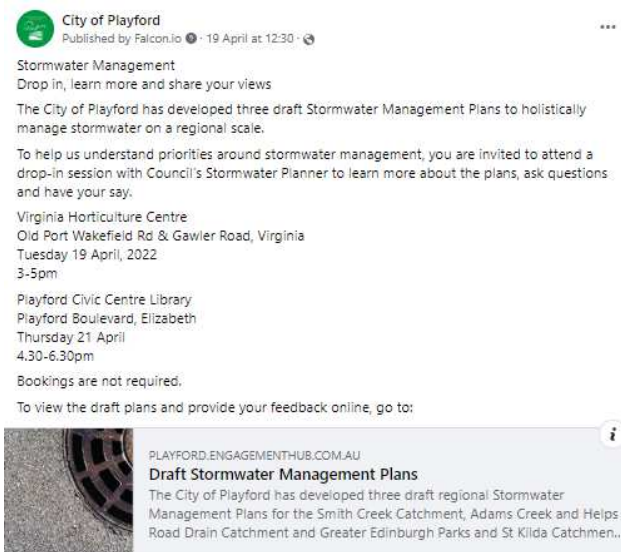 City of Playford
Published by Falcon.io · 19 April at 12:30 ·
Stormwater Management
Drop in, learn more and share your views
The City of Playford has developed three draft Stormwater Management Plans to holistically
manage stormwater on a regional scale.
To help us understand priorities around stormwater management, you are invited to attend a
drop-in session with Council's Stormwater Planner to learn more about the plans, ask questions
and have your say.
Virginia Horticulture Centre
Old Port Wakefield Rd & Gawler Road, Virginia
Tuesday 19 April, 2022
3-5pm
Playford Civic Centre Library
Playford Boulevard, Elizabeth
Thursday 21 April
4.30-6.30pm
Bookings are not required.
To view the draft plans and provide your feedback online, go to:
PLAYFORD.ENGAGEMENTHUB.COM.AU
Draft Stormwater Management Plans
The City of Playford has developed three draft regional Stormwater
Management Plans for the Smith Creek Catchment, Adams Creek and Helps
Road Drain Catchment and Greater Edinburgh Parks and St Kilda Catchmen...